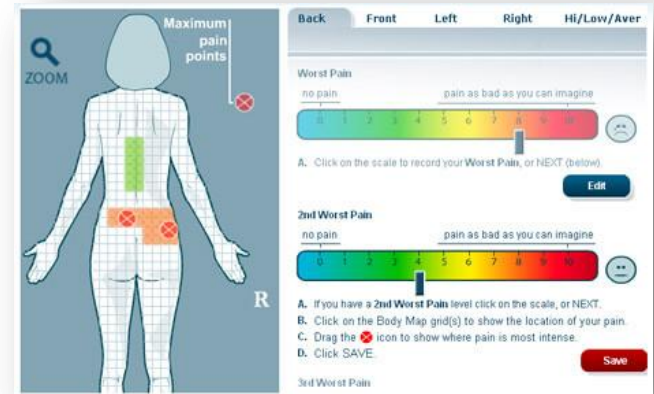 Maximum
pain
points
ZOOM
R
Back Front Left Right Hi/Low/Aver
Worst Pain
no pain pain as bad as you can imagine
0 1 2 3 4 5 6 7 8 9 10
A. Click on the scale to record your Worst Pain, or NEXT (below).
Edit
2nd Worst Pain
no pain pain as bad as you can imagine
0 1 2 3 4 5 6 7 8 9 10
A. If you have a 2nd Worst Pain level click on the scale, or NEXT.
B. Click on the Body Map grid(s) to show the location of your pain.
C. Drag the icon to show where pain is most intense.
D. Click SAVE.
Save
3rd Worst Pain